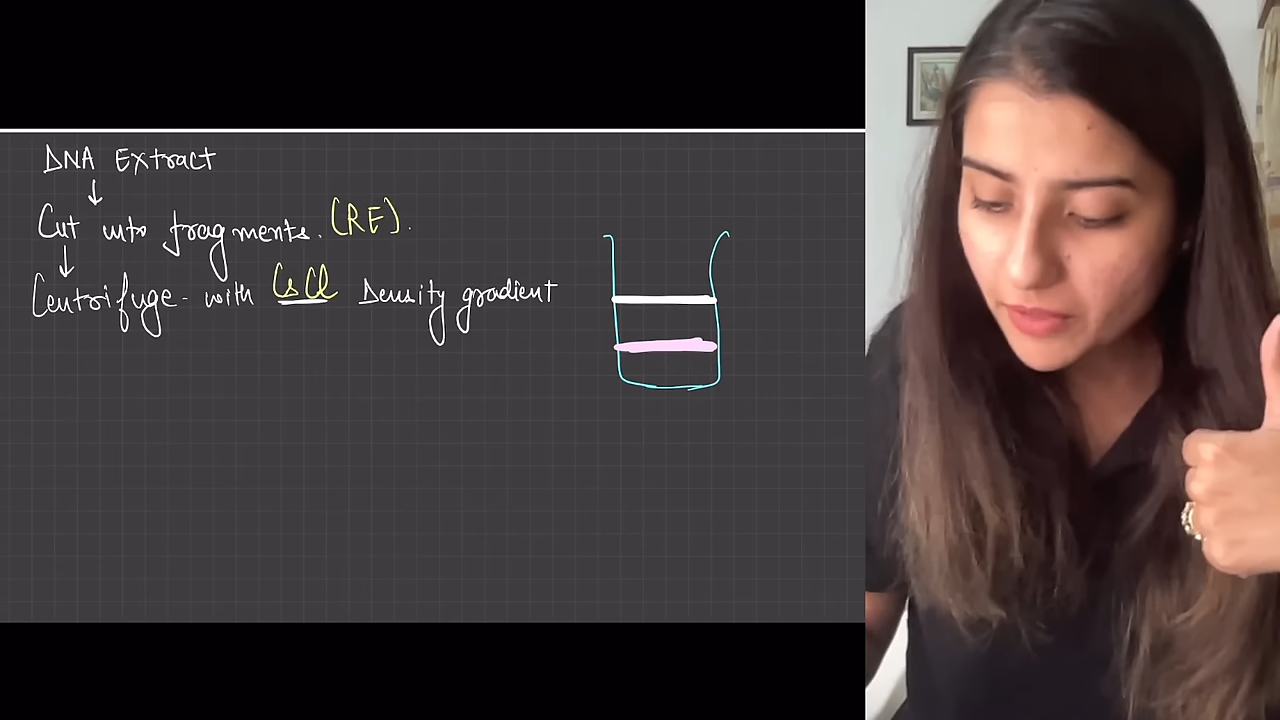 DNA Extract
Cut into fragments. (RE).
Centrifuge - with CsCl Density gradient